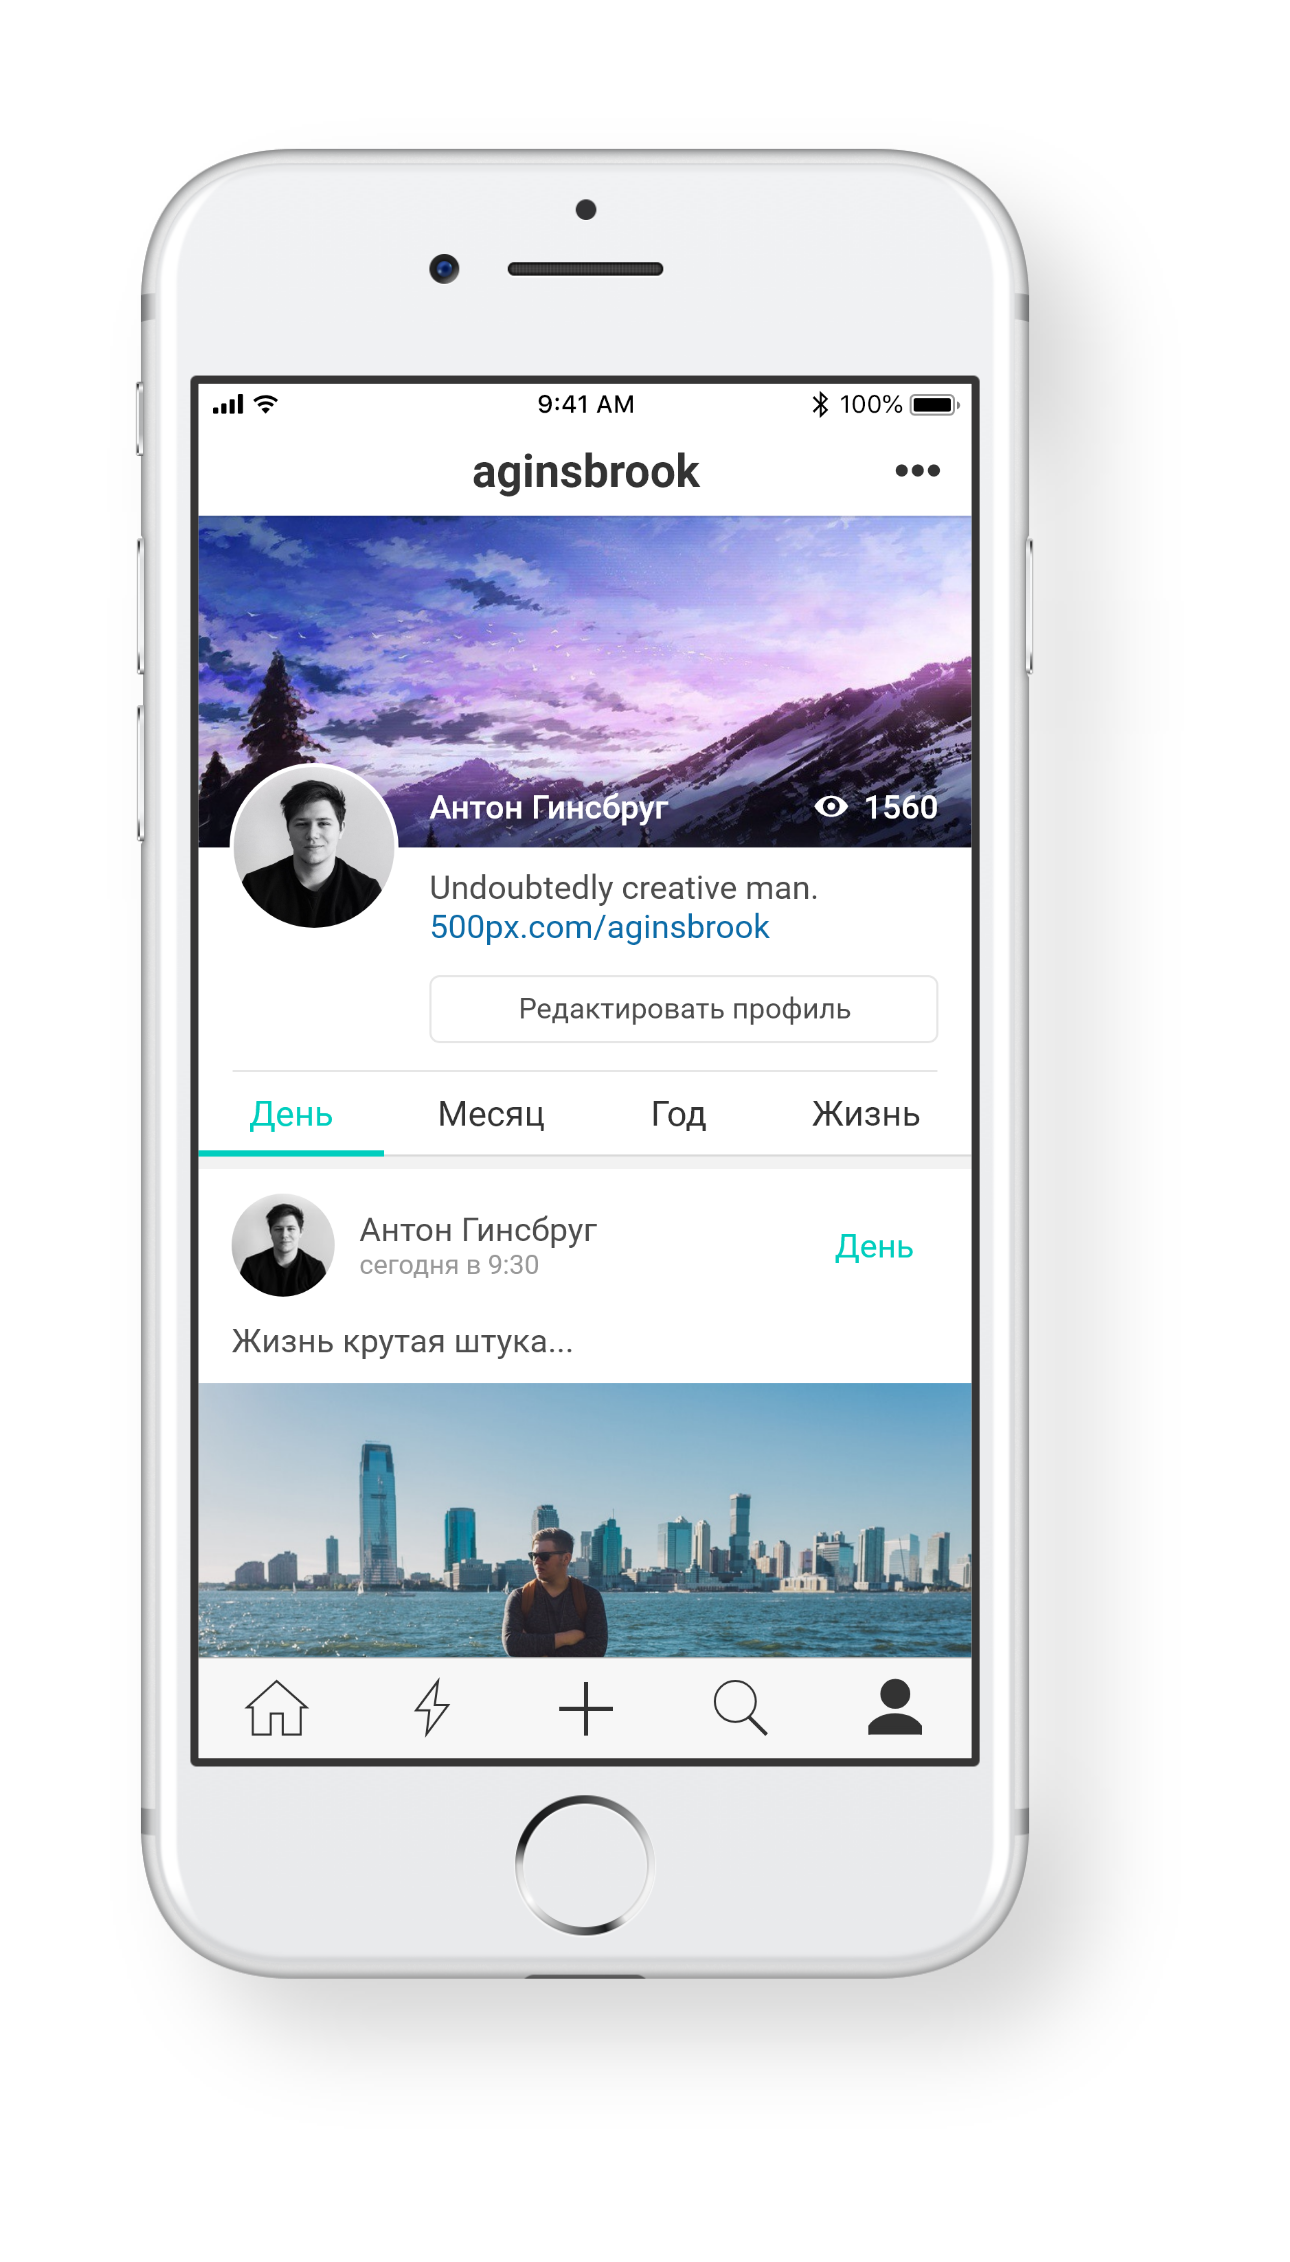 9:41 AM 100%
aginsbrook
Антон Гинсбруг 1560
Undoubtedly creative man.
500px.com/aginsbrook
Редактировать профиль
День Месяц Год Жизнь
Антон Гинсбруг
сегодня в 9:30
День
Жизнь крутая штука...